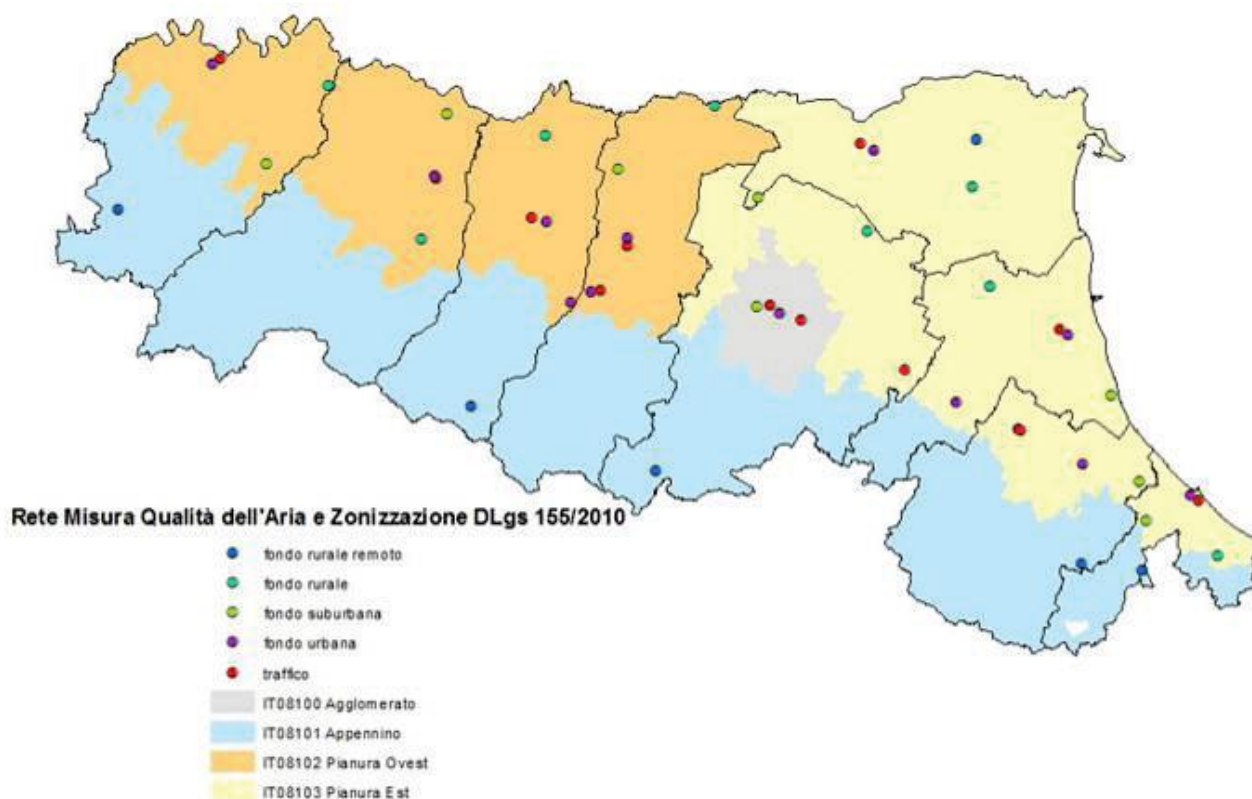 Rete Misura Qualità dell'Aria e Zonizzazione DLgs 155/2010
fondo rurale remoto
fondo rurale
fondo suburbana
fondo urbana
traffico
IT08100 Agglomerato
IT08101 Appennino
IT08102 Pianura Ovest
IT08103 Pianura Est